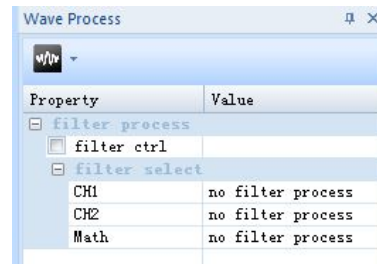 Wave Process
Property Value
filter process
filter ctrl
filter select
CH1 no filter process
CH2 no filter process
Math no filter process